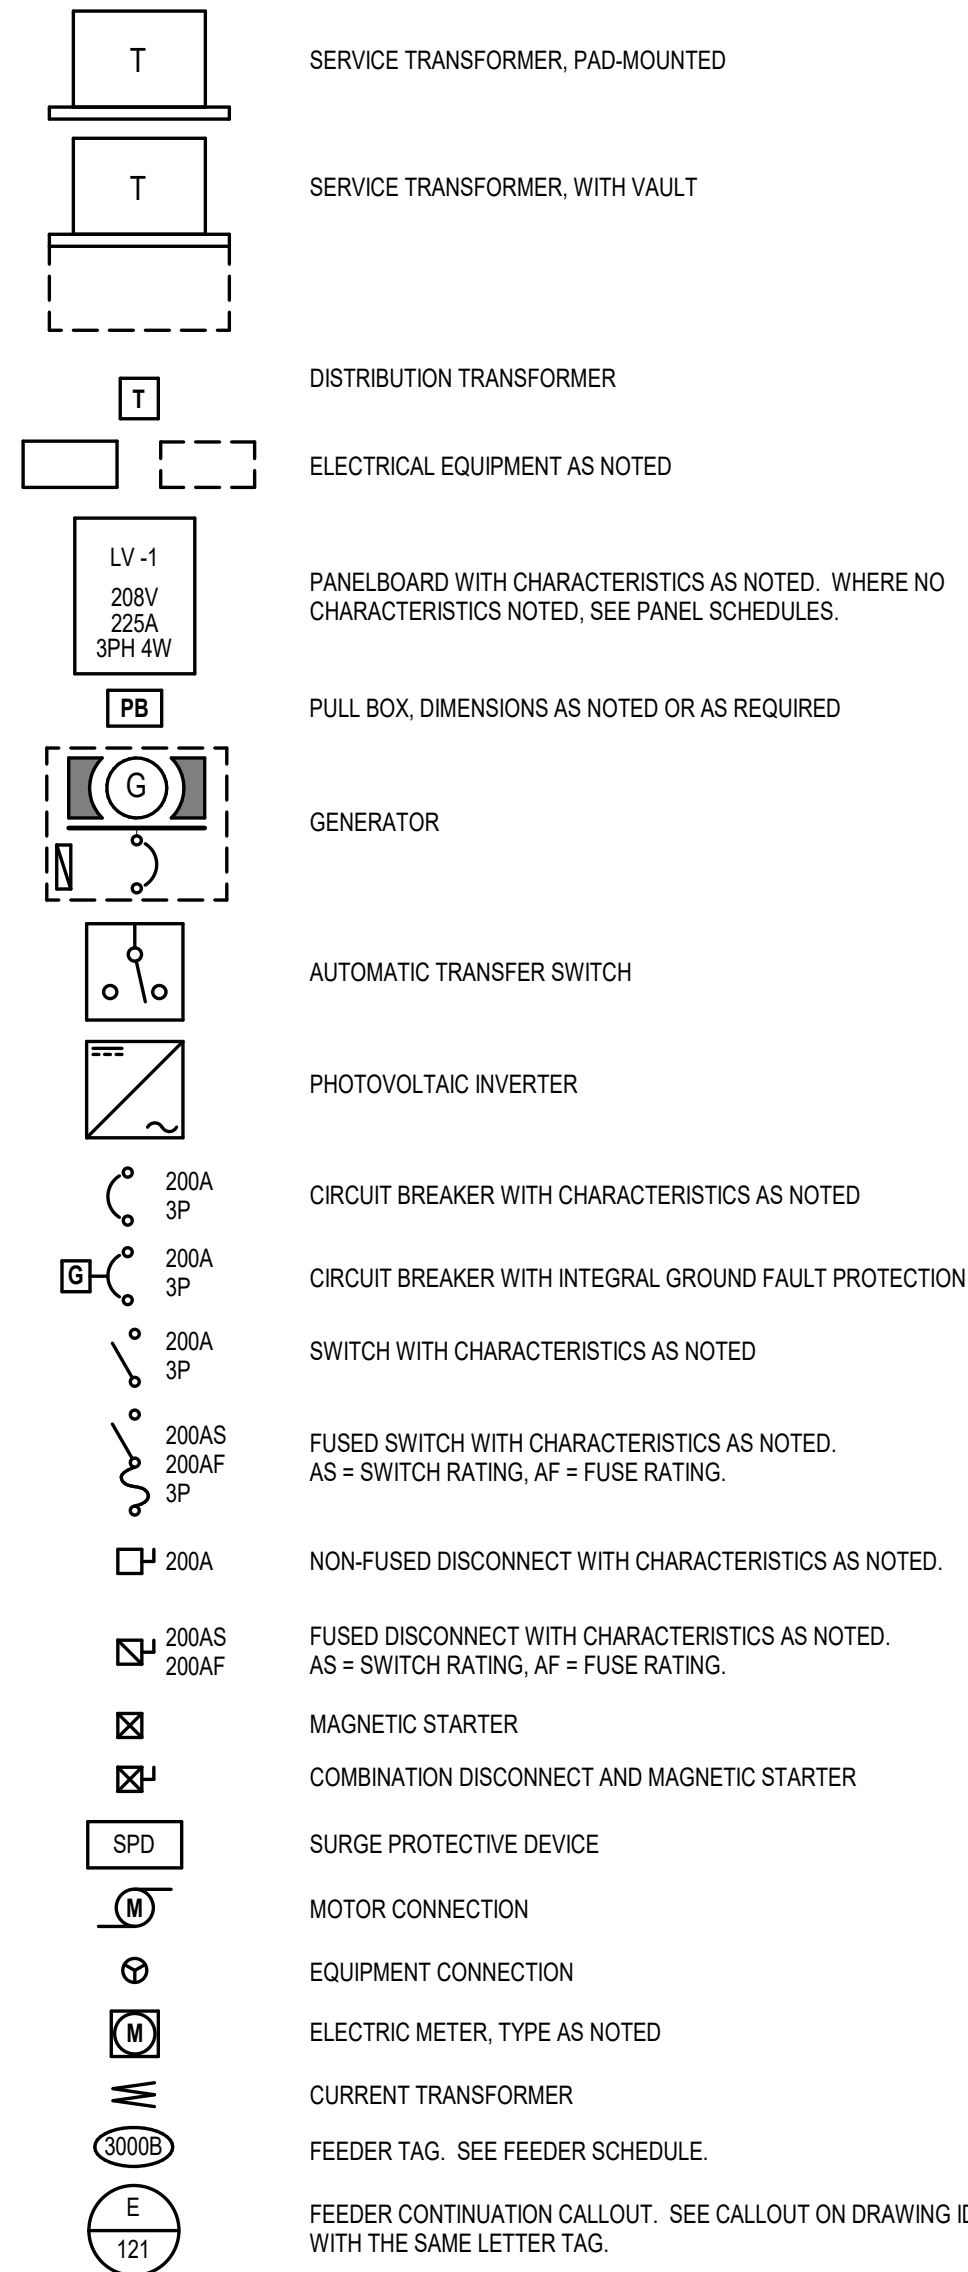 T
SERVICE TRANSFORMER, PAD-MOUNTED
T
SERVICE TRANSFORMER, WITH VAULT
T
DISTRIBUTION TRANSFORMER
ELECTRICAL EQUIPMENT AS NOTED
LV -1
208V
225A
3PH 4W
PANELBOARD WITH CHARACTERISTICS AS NOTED. WHERE NO
CHARACTERISTICS NOTED, SEE PANEL SCHEDULES.
PB
PULL BOX, DIMENSIONS AS NOTED OR AS REQUIRED
G
GENERATOR
AUTOMATIC TRANSFER SWITCH
PHOTOVOLTAIC INVERTER
200A
3P
CIRCUIT BREAKER WITH CHARACTERISTICS AS NOTED
G
200A
3P
CIRCUIT BREAKER WITH INTEGRAL GROUND FAULT PROTECTION
200A
3P
SWITCH WITH CHARACTERISTICS AS NOTED
200AS
200AF
3P
FUSED SWITCH WITH CHARACTERISTICS AS NOTED.
AS = SWITCH RATING, AF = FUSE RATING.
200A
NON-FUSED DISCONNECT WITH CHARACTERISTICS AS NOTED.
200AS
200AF
FUSED DISCONNECT WITH CHARACTERISTICS AS NOTED.
AS = SWITCH RATING, AF = FUSE RATING.
MAGNETIC STARTER
COMBINATION DISCONNECT AND MAGNETIC STARTER
SPD
SURGE PROTECTIVE DEVICE
M
MOTOR CONNECTION
EQUIPMENT CONNECTION
M
ELECTRIC METER, TYPE AS NOTED
CURRENT TRANSFORMER
3000B
FEEDER TAG. SEE FEEDER SCHEDULE.
E
121
FEEDER CONTINUATION CALLOUT. SEE CALLOUT ON DRAWING
WITH THE SAME LETTER TAG.